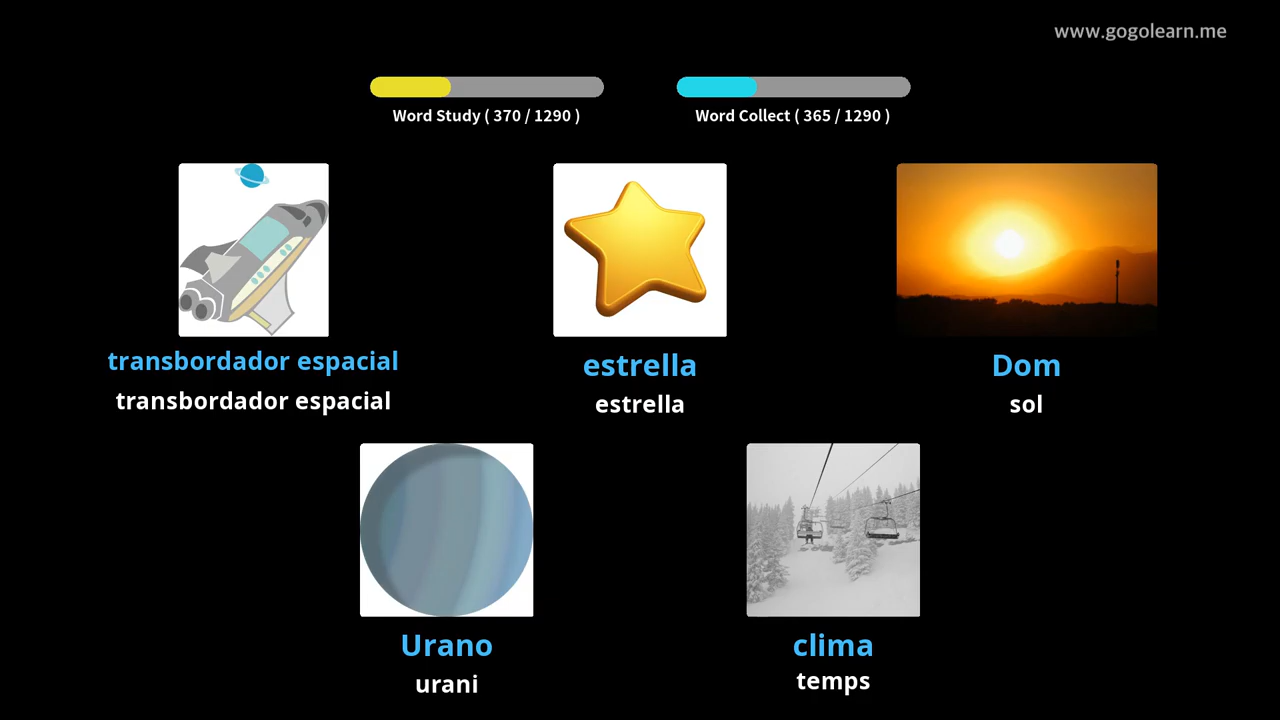 www.gogolearn.me
Word Study ( 370 / 1290 )
Word Collect ( 365 / 1290 )
transbordador espacial
transbordador espacial
estrella
estrella
Dom
sol
Urano
urani
clima
temps